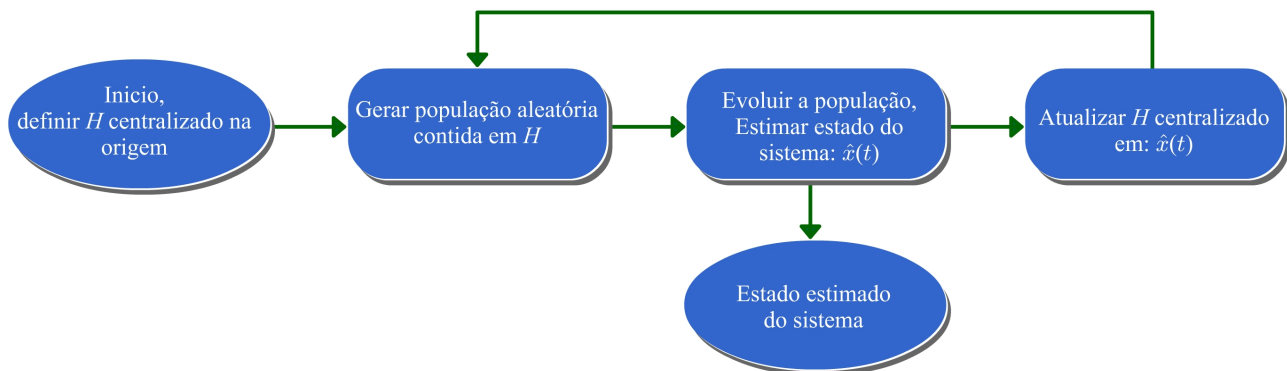 Inicio,
definir H centralizado na
origem
Gerar população aleatória
contida em H
Evoluir a população,
Estimar estado do
sistema: x̂(t)
Atualizar H centralizado
em: x̂(t)
Estado estimado
do sistema